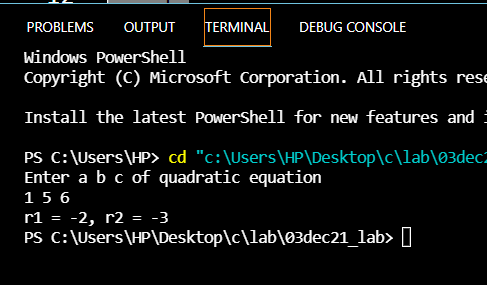 PROBLEMS OUTPUT TERMINAL DEBUG CONSOLE
Windows PowerShell
Copyright (C) Microsoft Corporation. All rights rese
Install the latest PowerShell for new features and i
PS C:\Users\HP> cd "c:\Users\HP\Desktop\c\lab\03dec2
Enter a b c of quadratic equation
1 5 6
r1 = -2, r2 = -3
PS C:\Users\HP\Desktop\c\lab\03dec21_lab>